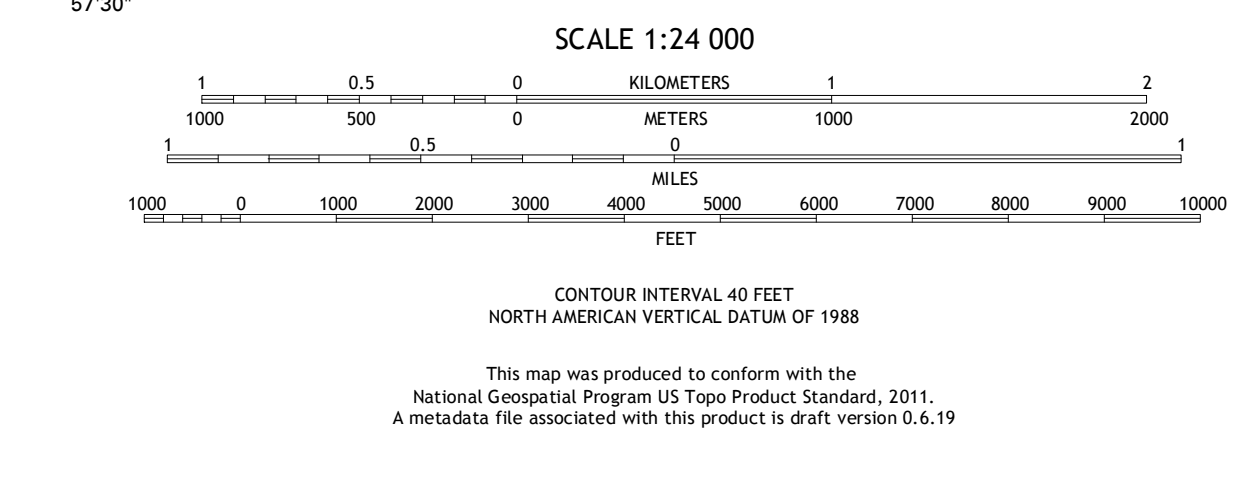 57'30"
SCALE 1:24 000
1 0.5 0 KILOMETERS 1 2
1000 500 0 METERS 1000 2000
1 0.5 0 1
MILES
1000 0 1000 2000 3000 4000 5000 6000 7000 8000 9000 10000
FEET
CONTOUR INTERVAL 40 FEET
NORTH AMERICAN VERTICAL DATUM OF 1988
This map was produced to conform with the
National Geospatial Program US Topo Product Standard, 2011.
A metadata file associated with this product is draft version 0.6.19